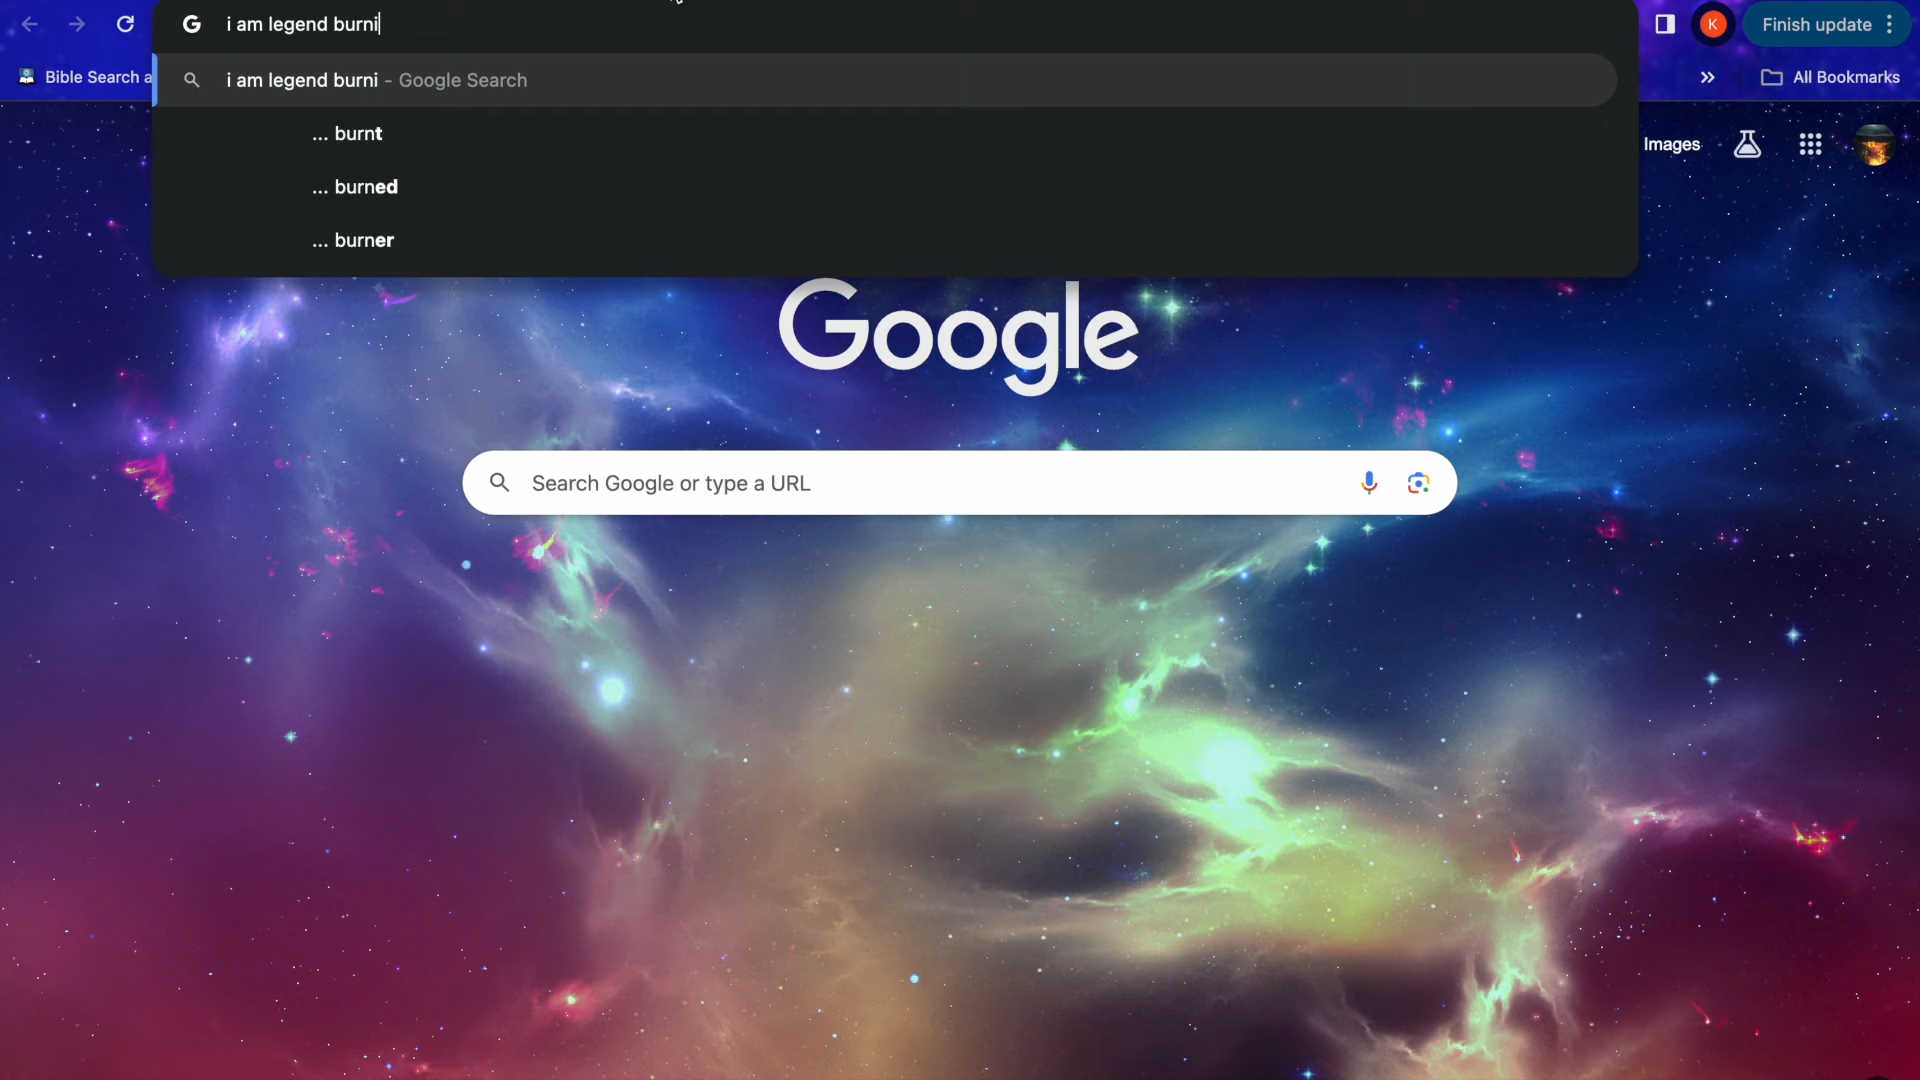 i am legend burni
K
Finish update
Bible Search a
All Bookmarks
i am legend burni - Google Search
... burnt
... burned
... burner
Images
Google
Search Google or type a URL